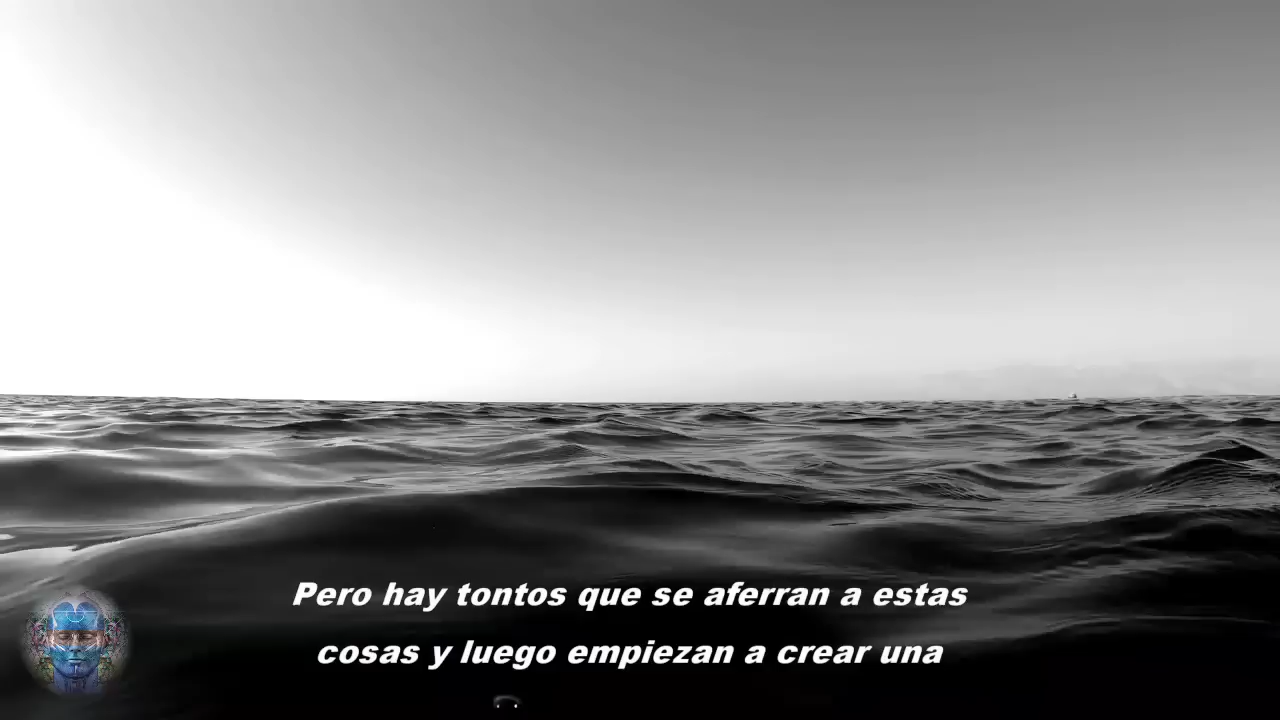 Pero hay tontos que se aferran a estas
cosas y luego empiezan a crear una